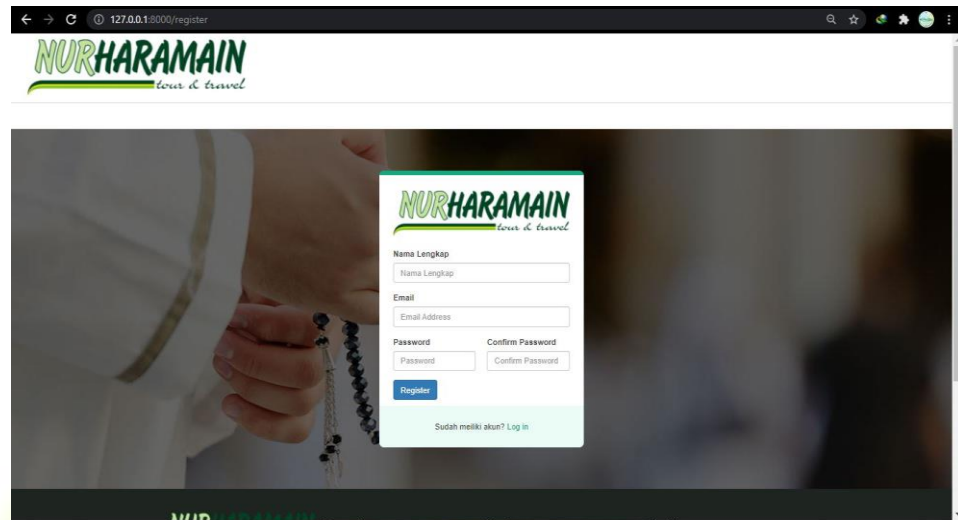 127.0.0.1:8000/register
NURHARAMAIN
tour & travel
NURHARAMAIN
tour & travel
Nama Lengkap
Nama Lengkap
Email
Email Address
Password Confirm Password
Password Confirm Password
Register
Sudah meiliki akun? Log in